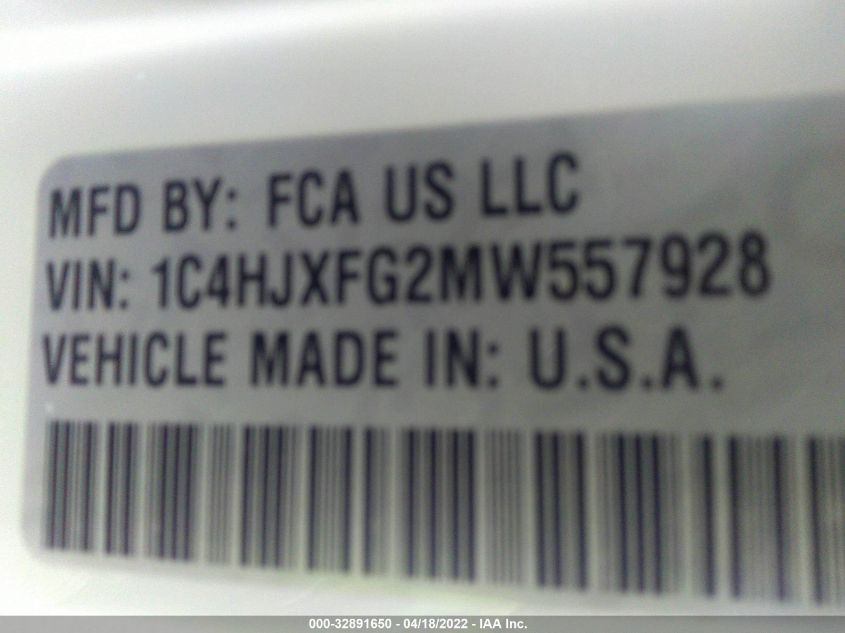 MFD BY: FCA US LLC
VIN: 1C4HJXFG2MW557928
VEHICLE MADE IN: U.S.A.
000-32891650 - 04/18/2022 - IAA Inc.